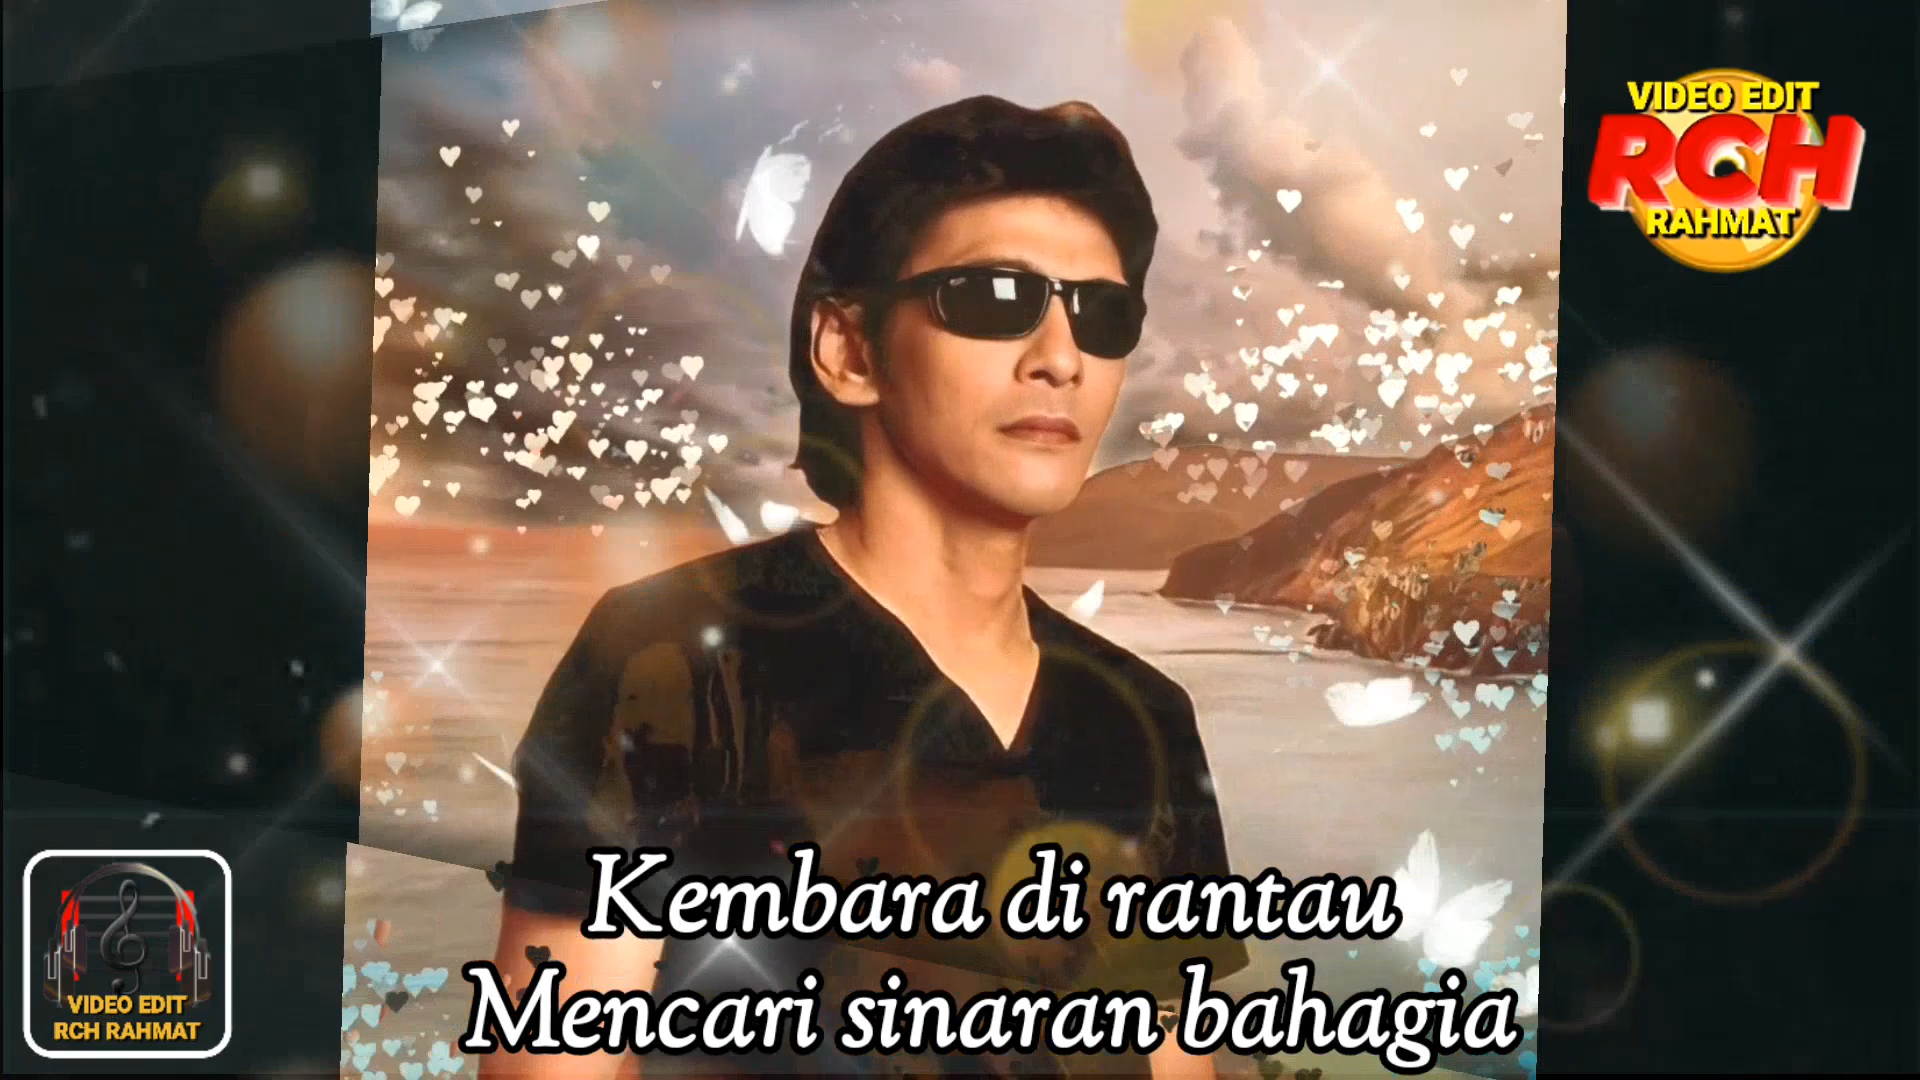 VIDEO EDIT
RCH
RAHMAT
Kembara di rantau
Mencari sinaran bahagia
VIDEO EDIT
RCH RAHMAT